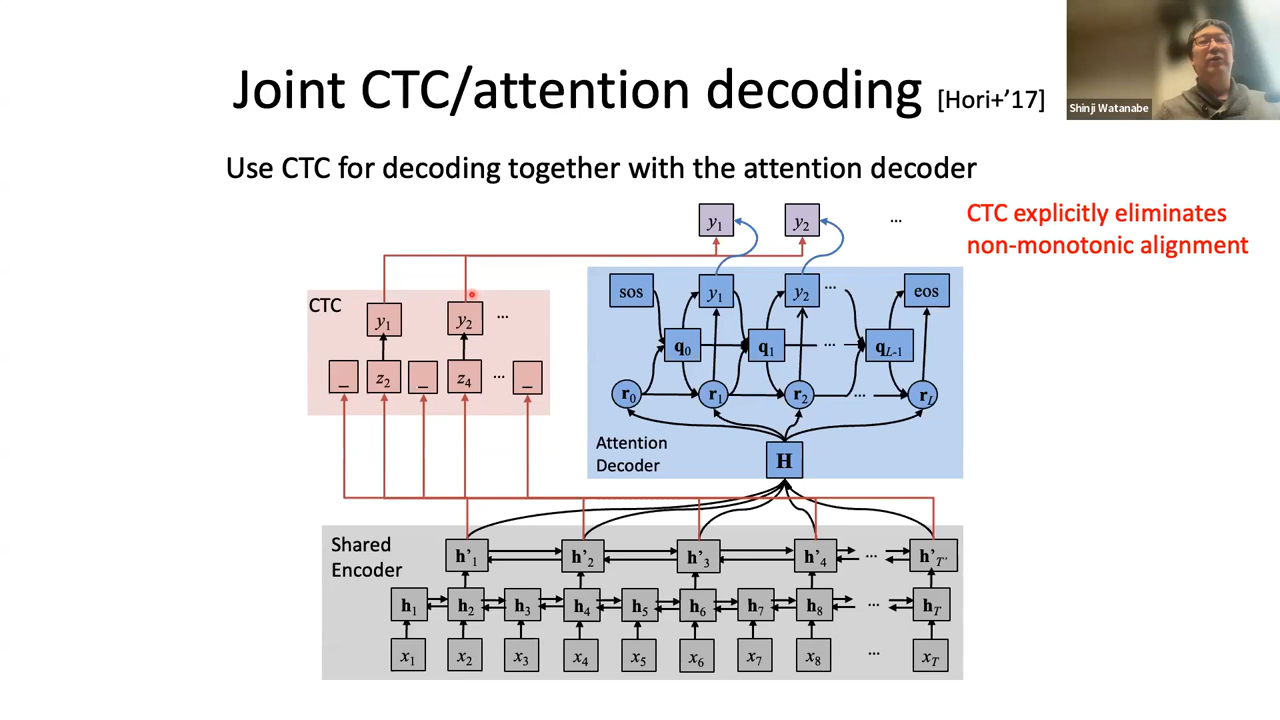 Joint CTC/attention decoding [Hori+'17]
Shinji Watanabe
Use CTC for decoding together with the attention decoder
CTC explicitly eliminates
non-monotonic alignment
y1 y2 ...
CTC
y1 y2 ...
_ z2 _ z4 ... _
sos y1 y2 ... eos
q0 q1 ... qL-1
r0 r1 r2 ... rL
Attention
Decoder
H
Shared
Encoder
h'1 h'2 h'3 h'4 ... h'T'
h1 h2 h3 h4 h5 h6 h7 h8 ... hT
x1 x2 x3 x4 x5 x6 x7 x8 ... xT